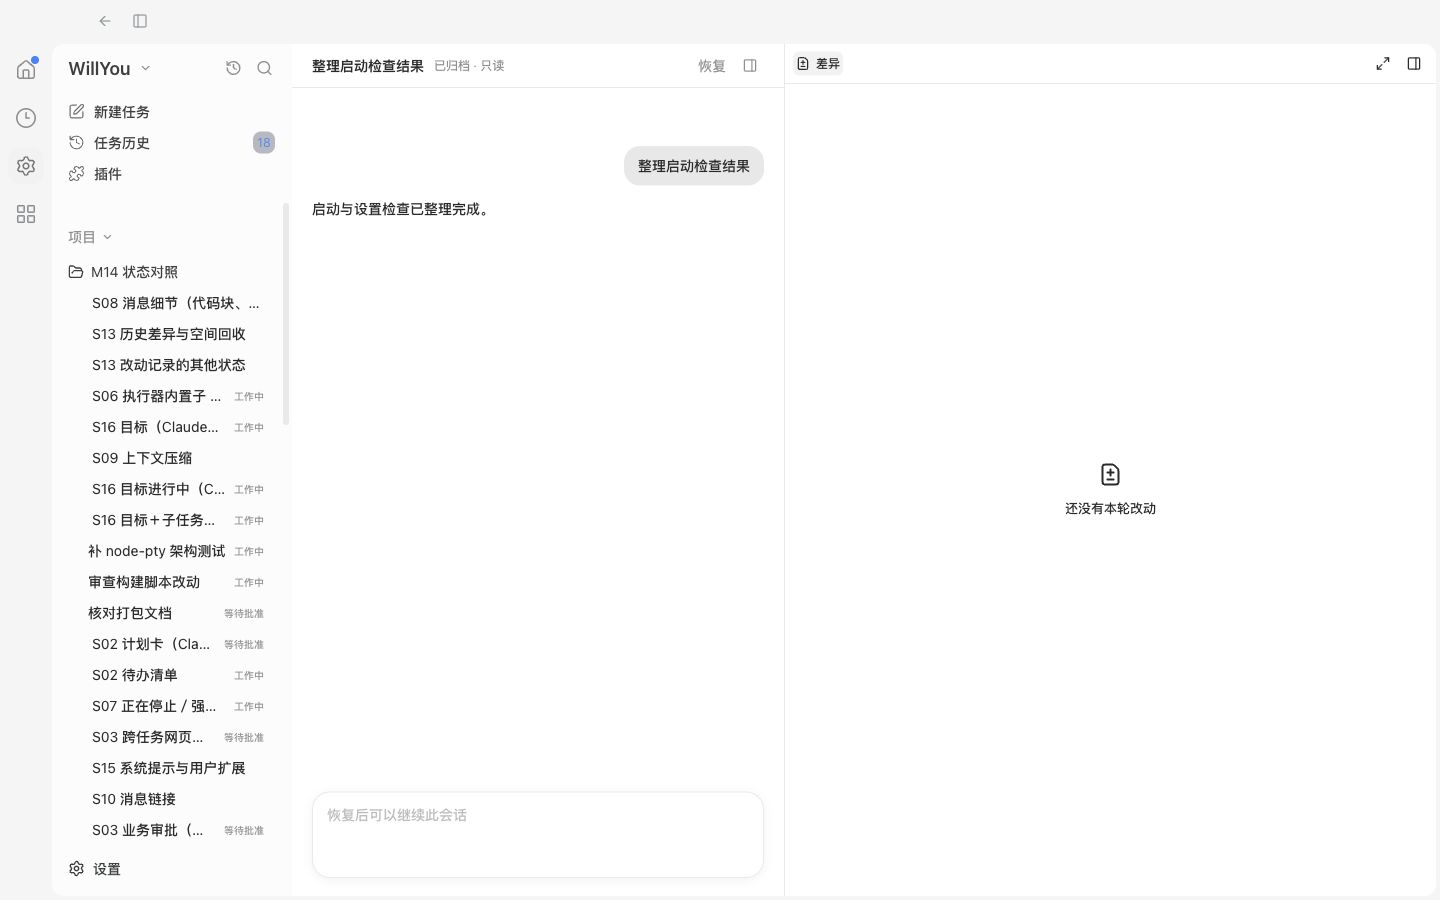 WillYou
新建任务
任务历史
18
插件
项目
M14 状态对照
S08 消息细节（代码块、...
S13 历史差异与空间回收
S13 改动记录的其他状态
S06 执行器内置子 ... 工作中
S16 目标（Claude... 工作中
S09 上下文压缩
S16 目标进行中（C... 工作中
S16 目标＋子任务... 工作中
补 node-pty 架构测试 工作中
审查构建脚本改动 工作中
核对打包文档 等待批准
S02 计划卡（Cla... 等待批准
S02 待办清单 工作中
S07 正在停止 / 强... 工作中
S03 跨任务网页... 等待批准
S15 系统提示与用户扩展
S10 消息链接
S03 业务审批（... 等待批准
设置
整理启动检查结果 已归档 · 只读 恢复
整理启动检查结果
启动与设置检查已整理完成。
恢复后可以继续此会话
差异
还没有本轮改动